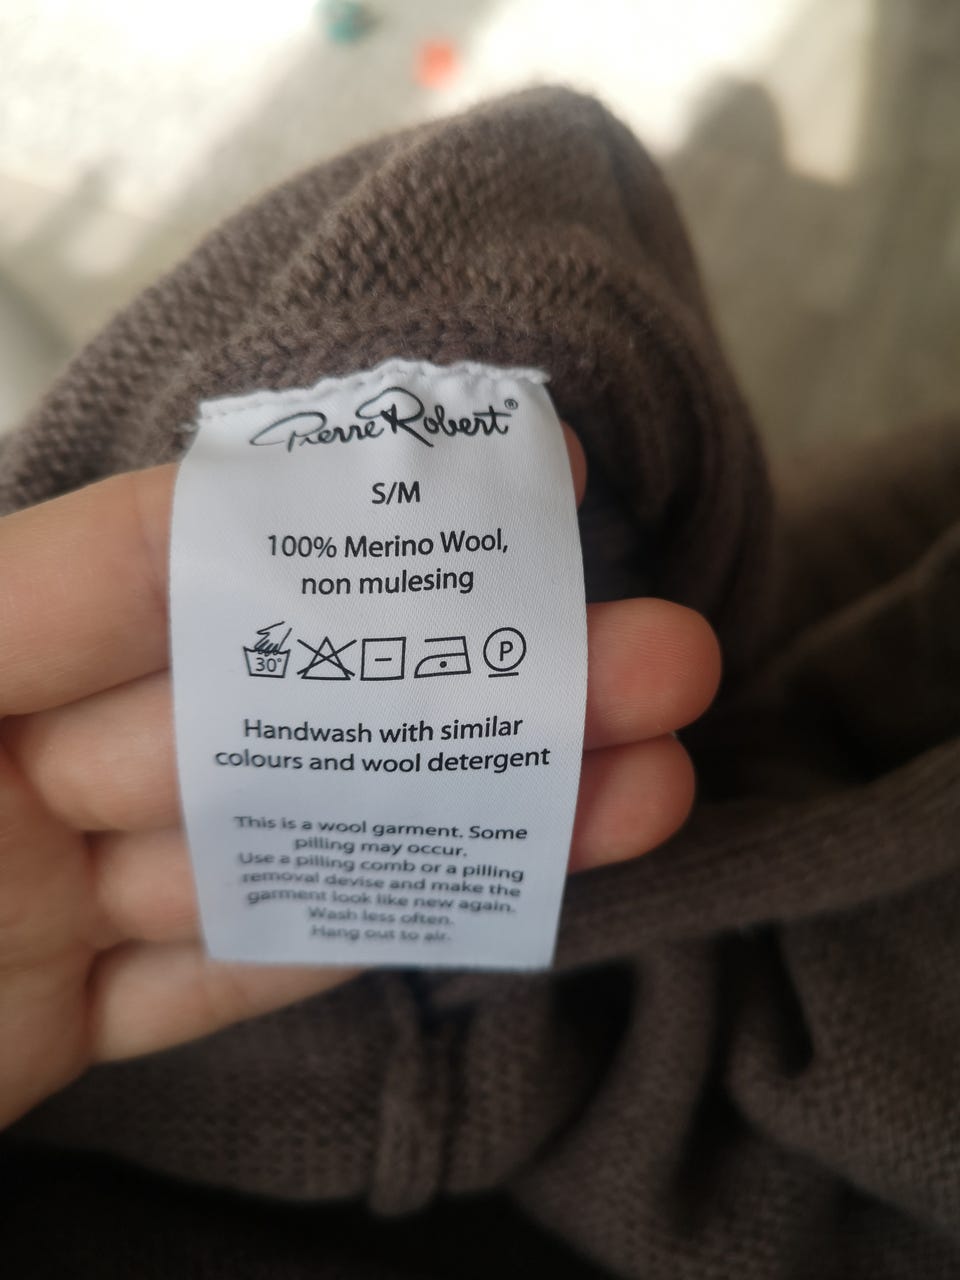 Pierre Robert®
S/M
100% Merino Wool,
non mulesing
30°
P
Handwash with similar
colours and wool detergent
This is a wool garment. Some
pilling may occur.
Use a pilling comb or a pilling
removal devise and make the
garment look like new again.
Wash less often.
Hang out to air.